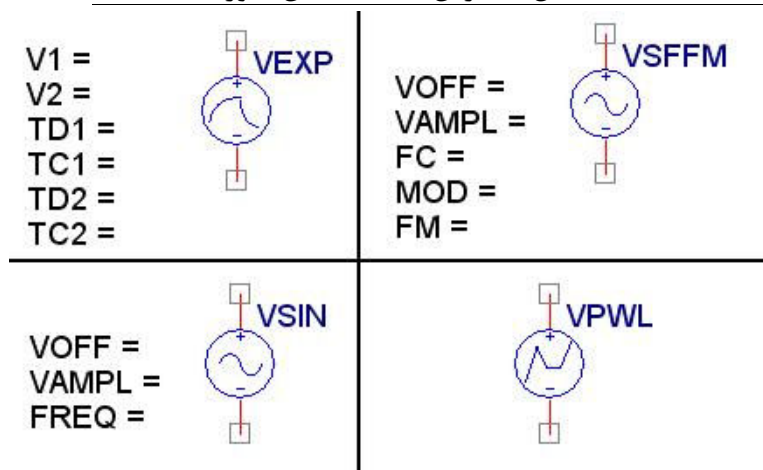 V1 =
V2 =
TD1 =
TC1 =
TD2 =
TC2 =
VEXP
+
-
VOFF =
VAMPL =
FC =
MOD =
FM =
VSFFM
+
-
VOFF =
VAMPL =
FREQ =
VSIN
+
-
VPWL
+
-